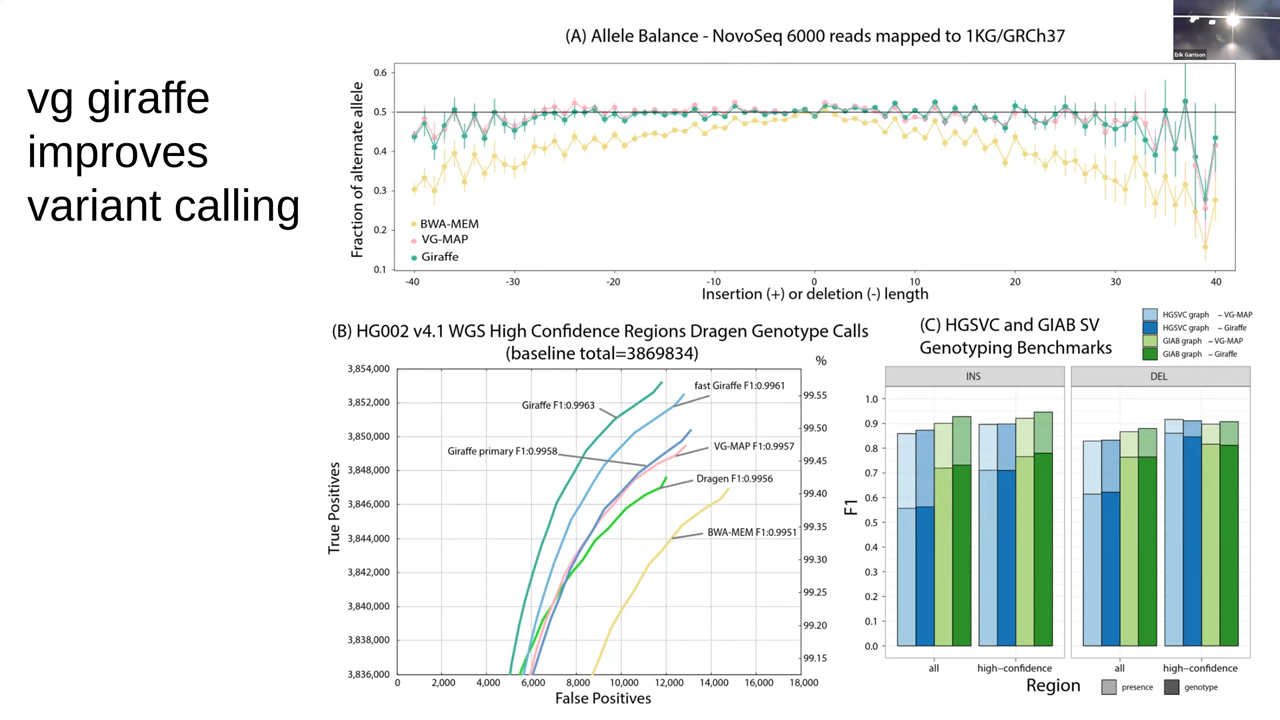 vg giraffe
improves
variant calling
(A) Allele Balance - NovoSeq 6000 reads mapped to 1KG/GRCh37
Erik Garrison
Fraction of alternate allele
0.6
0.5
0.4
0.3
0.2
0.1
BWA-MEM
VG-MAP
Giraffe
-40
-30
-20
-10
0
10
20
30
40
Insertion (+) or deletion (-) length
(B) HG002 v4.1 WGS High Confidence Regions Dragen Genotype Calls
(baseline total=3869834)
%
True Positives
3,854,000
3,852,000
3,850,000
3,848,000
3,846,000
3,844,000
3,842,000
3,840,000
3,838,000
3,836,000
Giraffe F1:0.9963
fast Giraffe F1:0.9961
Giraffe primary F1:0.9958
VG-MAP F1:0.9957
Dragen F1:0.9956
BWA-MEM F1:0.9951
99.55
99.50
99.45
99.40
99.35
99.30
99.25
99.20
99.15
0
2,000
4,000
6,000
8,000
10,000
12,000
14,000
16,000
18,000
False Positives
(C) HGSVC and GIAB SV
Genotyping Benchmarks
HGSVC graph – VG-MAP
HGSVC graph – Giraffe
GIAB graph – VG-MAP
GIAB graph – Giraffe
INS
DEL
F1
1.0
0.9
0.8
0.7
0.6
0.5
0.4
0.3
0.2
0.1
0.0
all
high–confidence
all
high–confidence
Region
presence
genotype